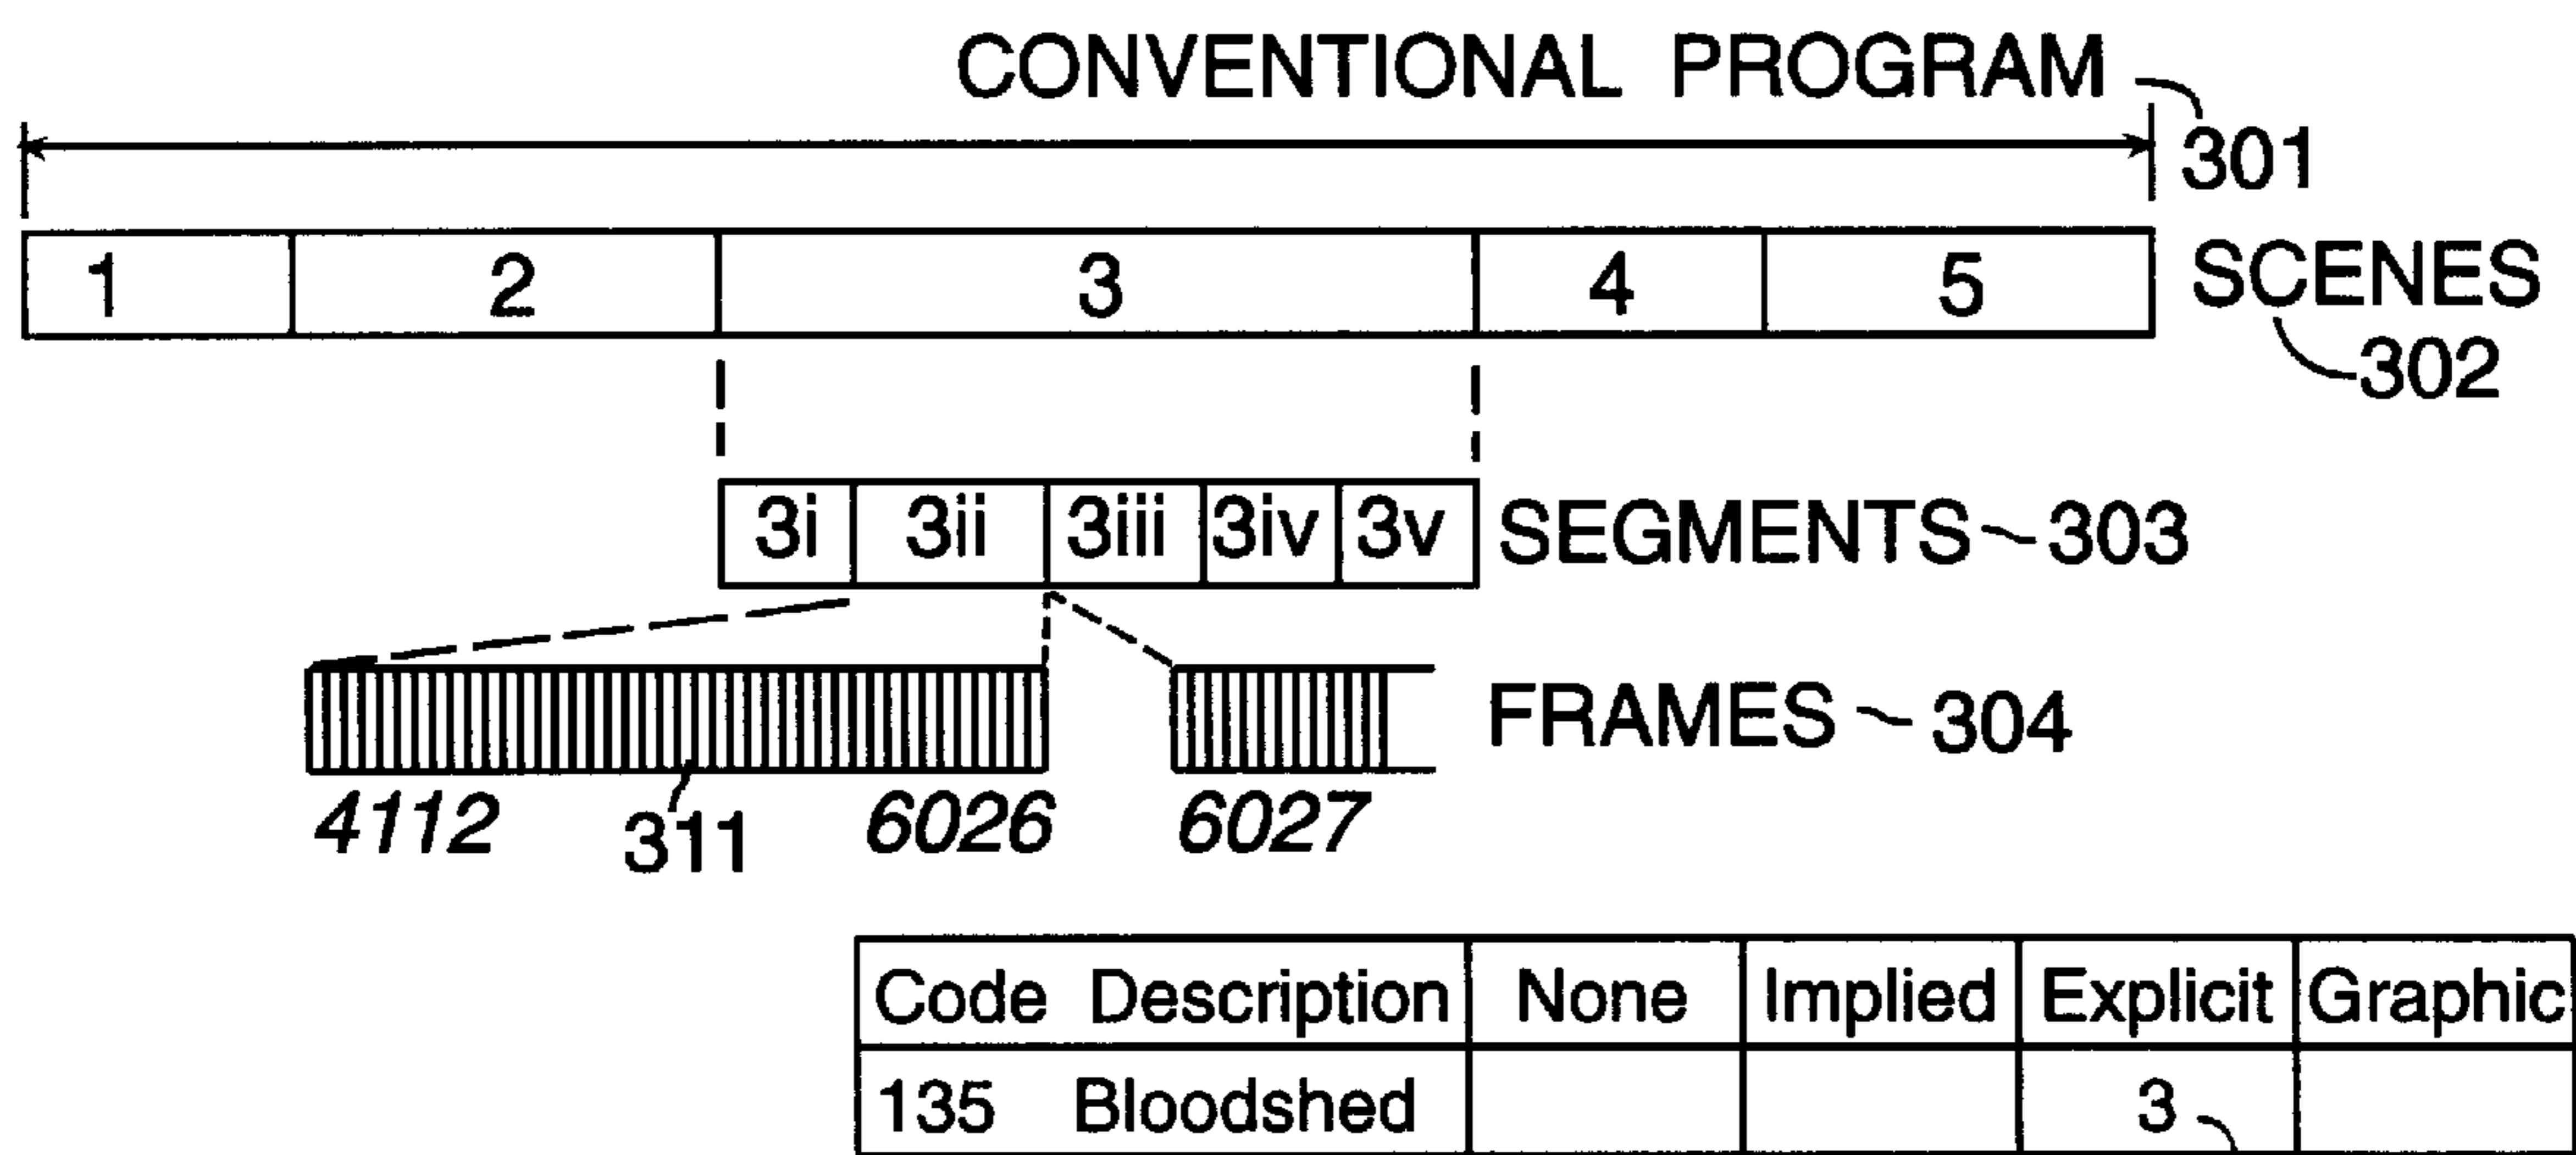 CONVENTIONAL PROGRAM
301
1 2 3 4 5 SCENES
302
3i 3ii 3iii 3iv 3v SEGMENTS 303
FRAMES 304
4112 311 6026 6027
Code Description None Implied Explicit Graphic
135 Bloodshed 3